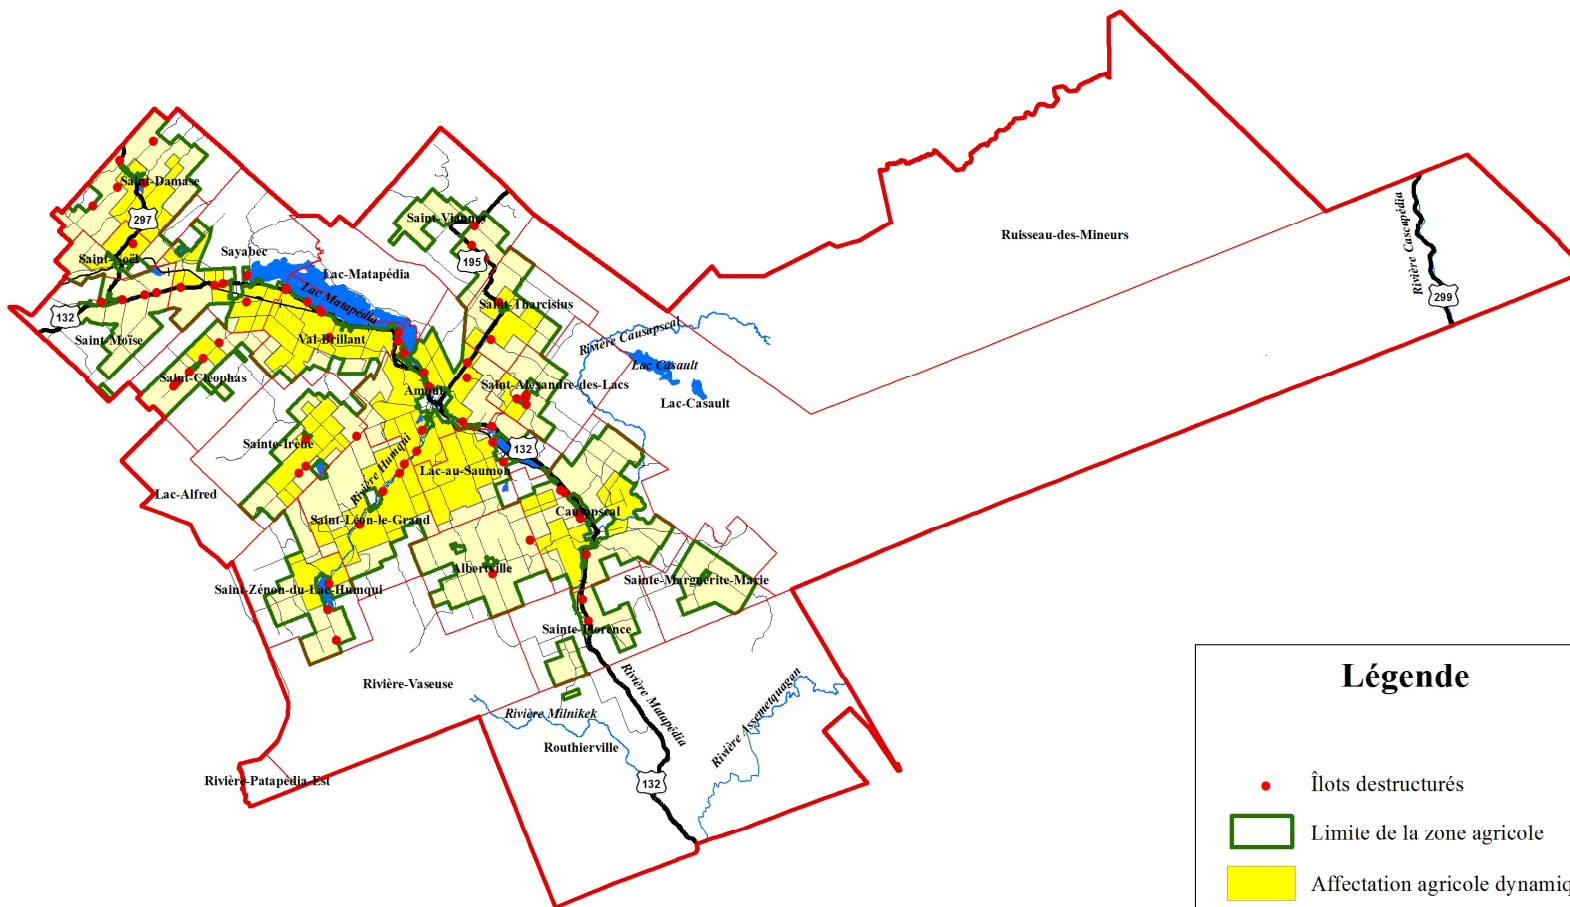 Ruisseau-des-Mineurs
Rivière Cascapédia
299
Saint-Damase
297
Saint-Vianney
Saint-Noël
Sayabec
195
Lac-Matapédia
Lac Matapédia
Saint-Tharcisius
132
Saint-Moïse
Val-Brillant
Rivière Causapscal
Lac Casault
Saint-Cléophas
Saint-Alexandre-des-Lacs
Amqui
Lac-Casault
Sainte-Irène
Rivière Humqui
132
Lac-au-Saumon
Lac-Alfred
Saint-Léon-le-Grand
Causapscal
Albertville
Sainte-Marguerite-Marie
Saint-Zénon-du-Lac-Humqui
Sainte-Florence
Rivière-Vaseuse
Rivière Matapédia
Rivière Assemetquagan
Rivière Milnikek
Routhierville
Rivière-Patapédia-Est
132
Légende
Îlots destructurés
Limite de la zone agricole
Affectation agricole dynamiq